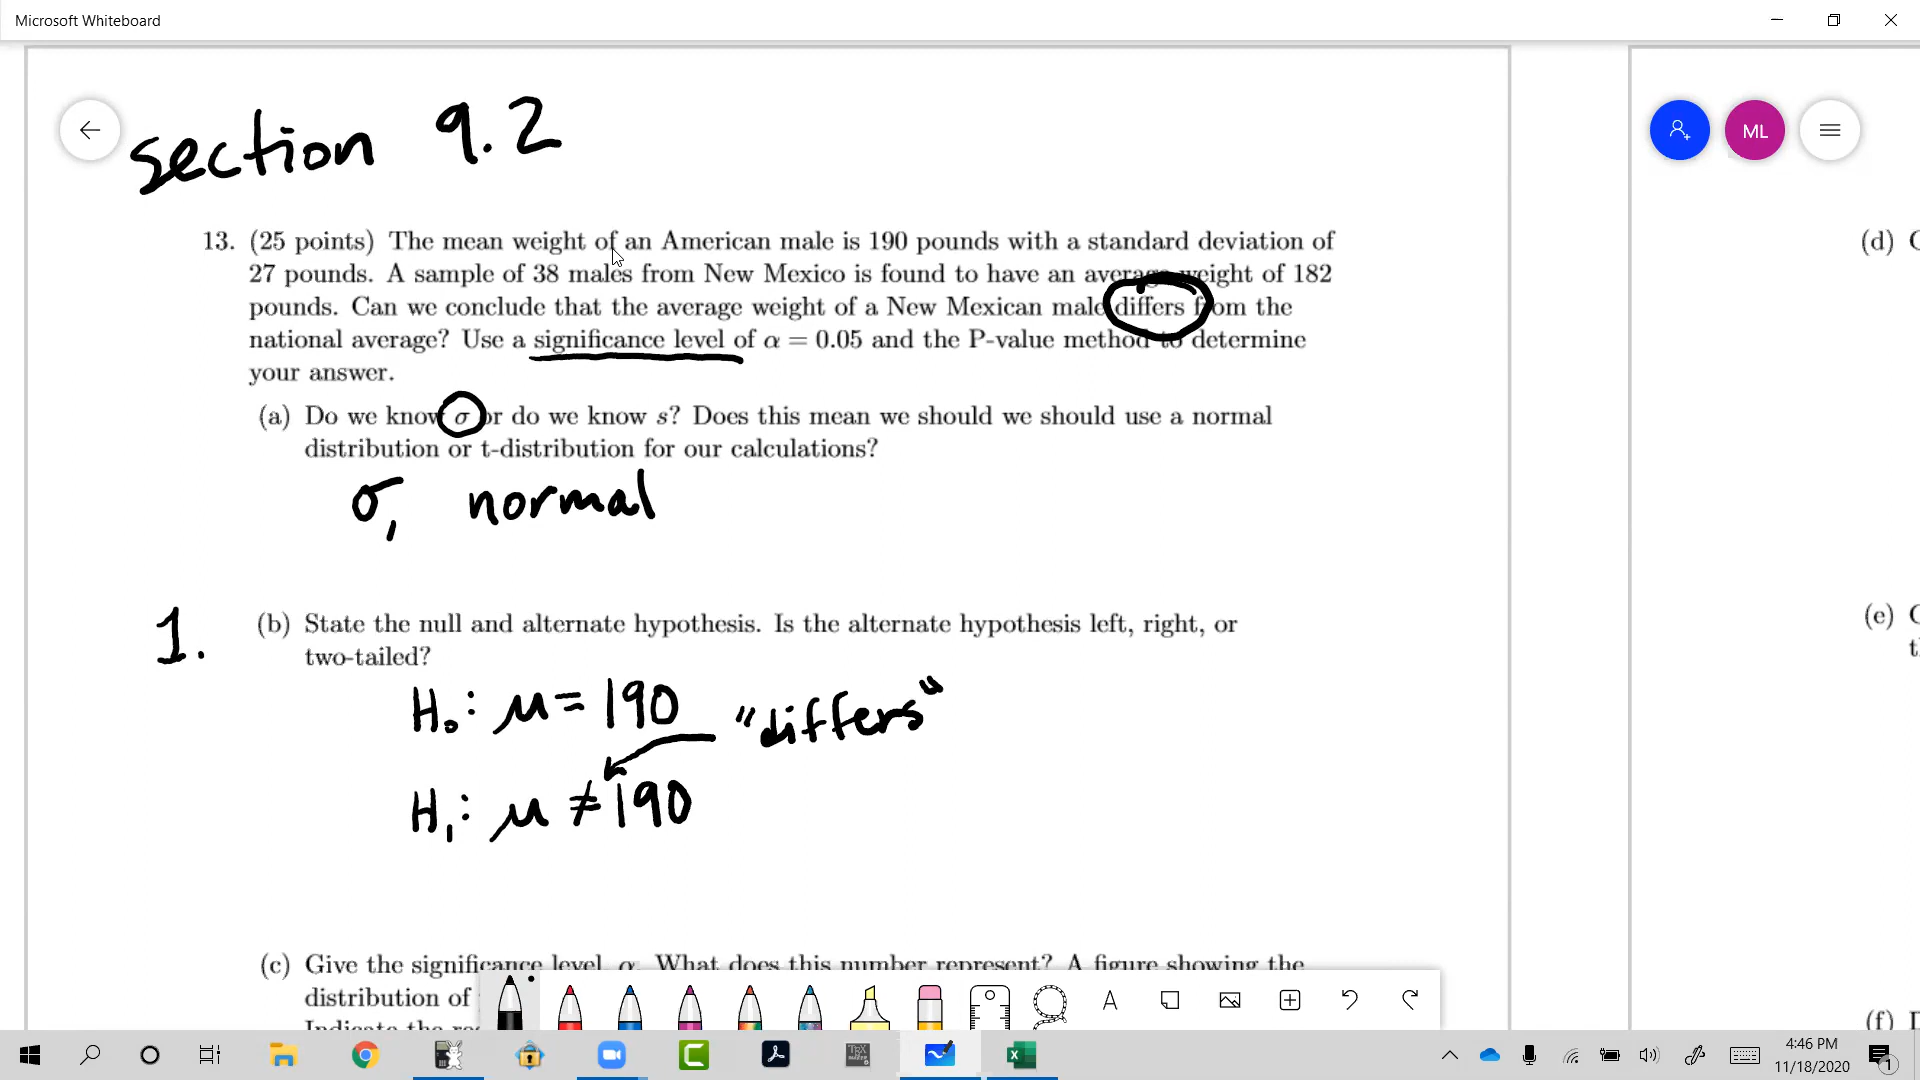 Microsoft Whiteboard
section 9.2
ML
13. (25 points) The mean weight of an American male is 190 pounds with a standard deviation of
27 pounds. A sample of 38 males from New Mexico is found to have an average weight of 182
pounds. Can we conclude that the average weight of a New Mexican male differs from the
national average? Use a significance level of α = 0.05 and the P-value method to determine
your answer.
(a) Do we know σ or do we know s? Does this mean we should we should use a normal
distribution or t-distribution for our calculations?
σ, normal
1.
(b) State the null and alternate hypothesis. Is the alternate hypothesis left, right, or
two-tailed?
H₀: μ = 190 "differs"
H₁: μ ≠ 190
(c) Give the significance level, α. What does this number represent? A figure showing the
distribution of
Indicate the
(d)
(e)
(f)
4:46 PM
11/18/2020
1